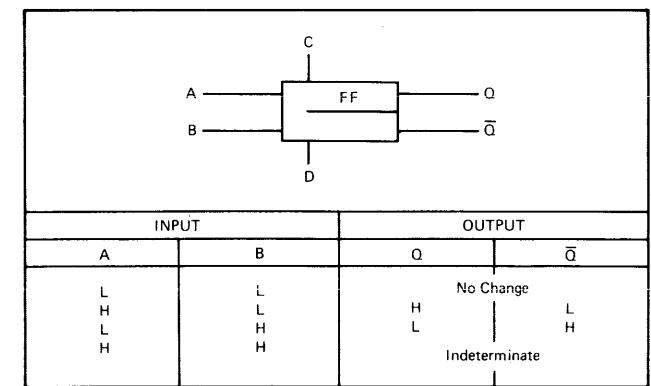 C
A FF Q
B Q̅
D
INPUT OUTPUT
A B Q Q̅
L L No Change
H L H L
L H L H
H H Indeterminate